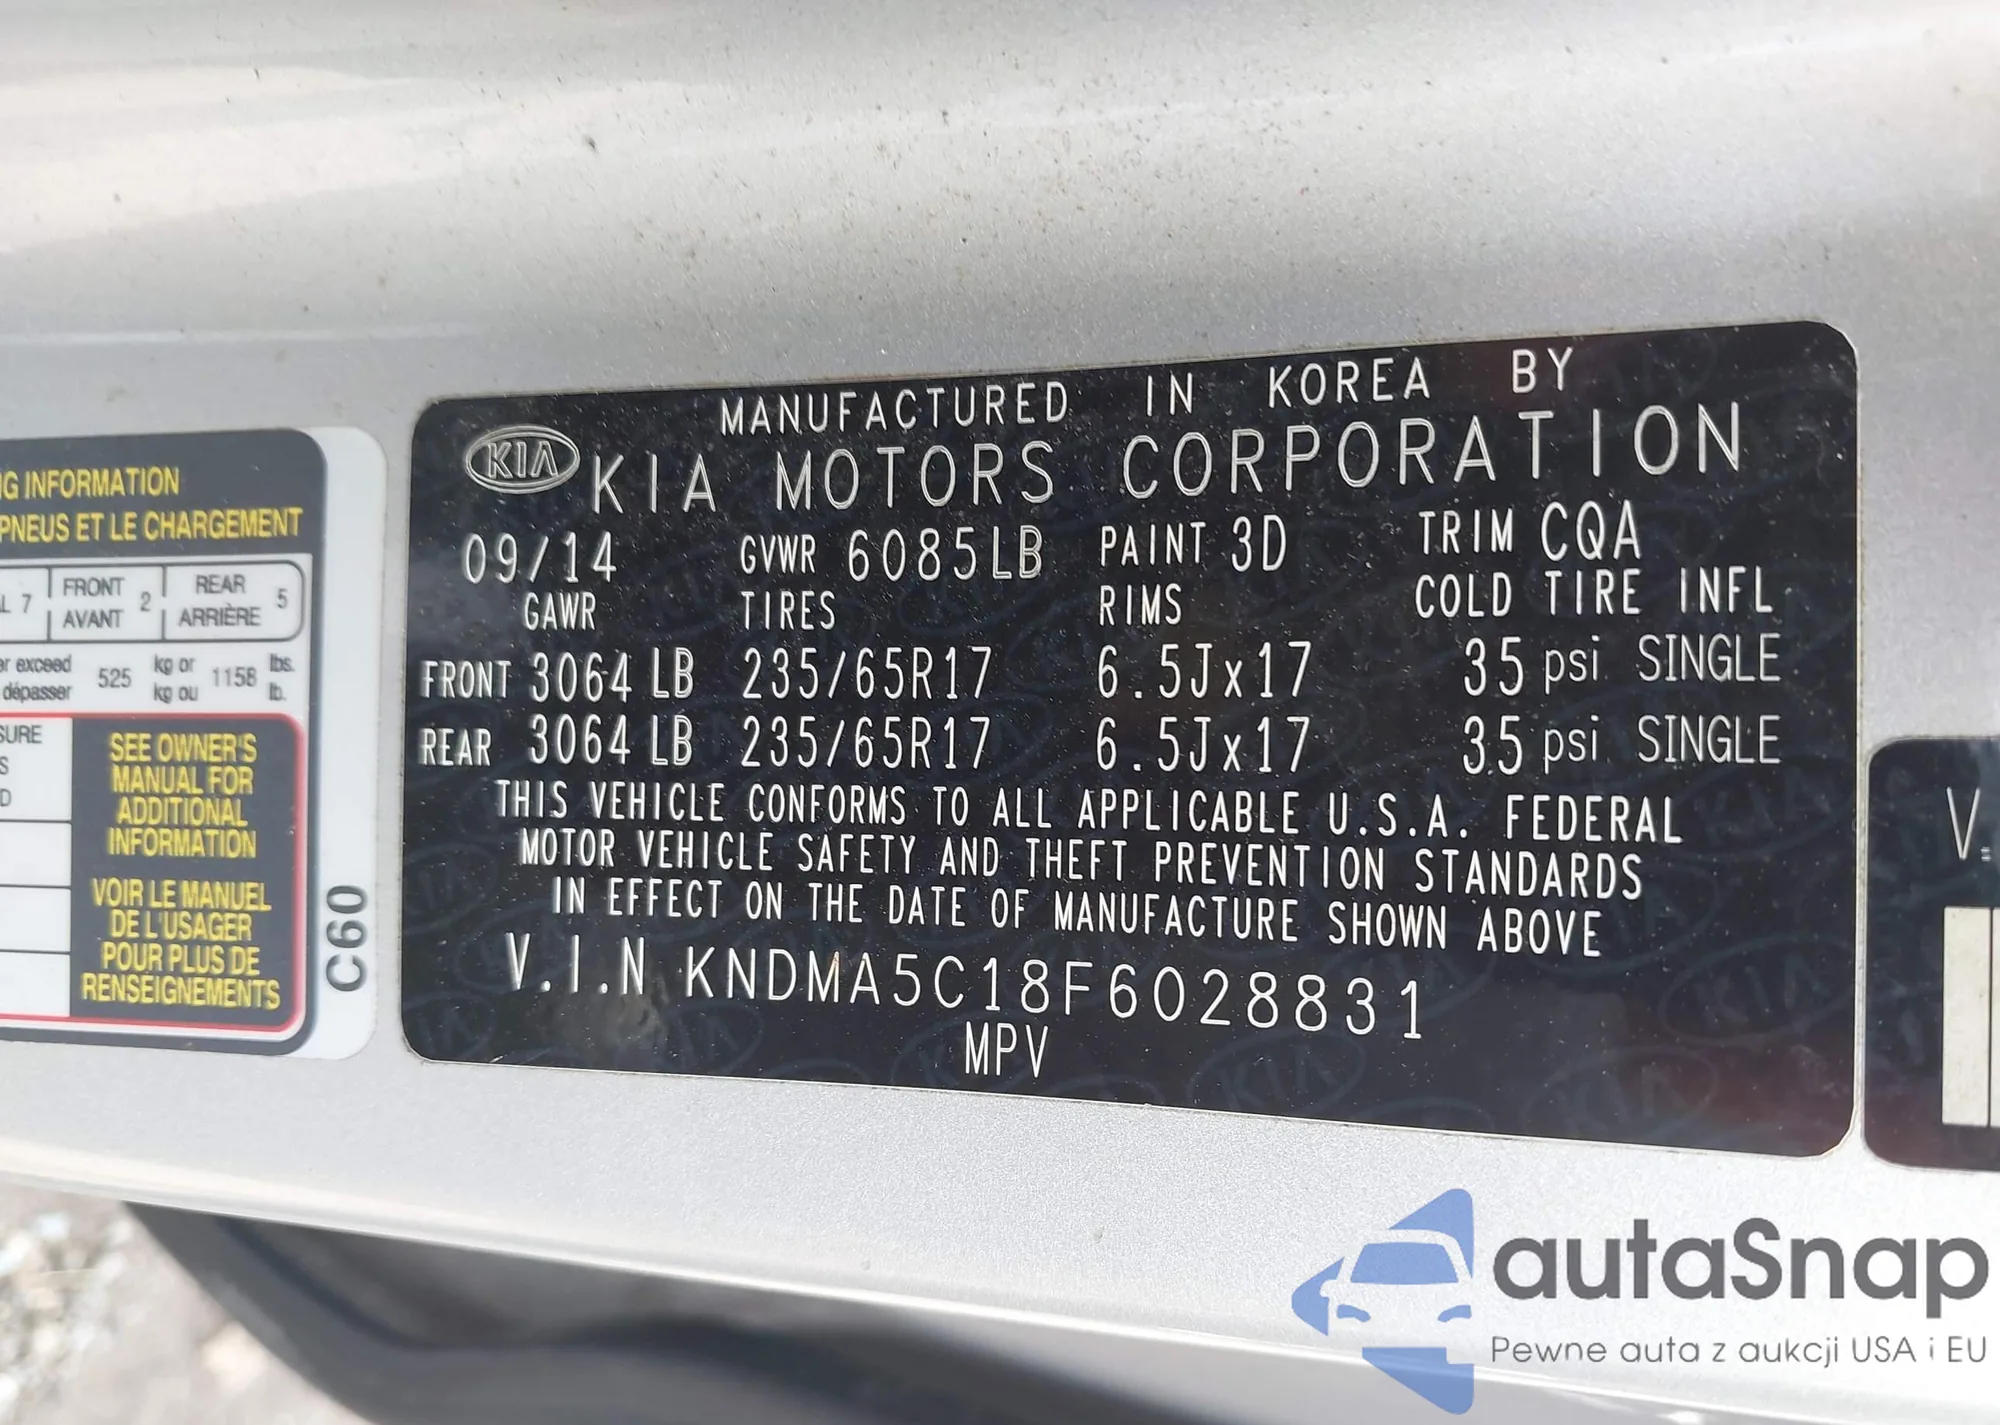 G INFORMATION
PNEUS ET LE CHARGEMENT
L 7 FRONT AVANT 2 REAR ARRIÈRE 5
er exceed 525 kg or 1158 lbs.
dépasser kg ou lb.
SURE
S
D
SEE OWNER'S
MANUAL FOR
ADDITIONAL
INFORMATION
VOIR LE MANUEL
DE L'USAGER
POUR PLUS DE
RENSEIGNEMENTS
C60
MANUFACTURED IN KOREA BY
KIA KIA MOTORS CORPORATION
09/14 GVWR 6085LB PAINT 3D TRIM CQA
GAWR TIRES RIMS COLD TIRE INFL.
FRONT 3064 LB 235/65R17 6.5Jx17 35 psi SINGLE
REAR 3064 LB 235/65R17 6.5Jx17 35 psi SINGLE
THIS VEHICLE CONFORMS TO ALL APPLICABLE U.S.A. FEDERAL
MOTOR VEHICLE SAFETY AND THEFT PREVENTION STANDARDS
IN EFFECT ON THE DATE OF MANUFACTURE SHOWN ABOVE
V.I.N KNDMA5C18F6028831
MPV
V.
autaSnap
Pewne auta z aukcji USA i EU